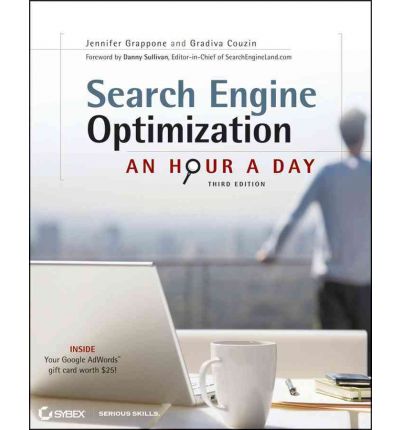 Jennifer Grappone and Gradiva Couzin
Foreword by Danny Sullivan, Editor-in-Chief of SearchEngineLand.com
Search Engine
Optimization
AN HOUR A DAY
THIRD EDITION
INSIDE
Your Google AdWords™
gift card worth $25!
SYBEX SERIOUS SKILLS.